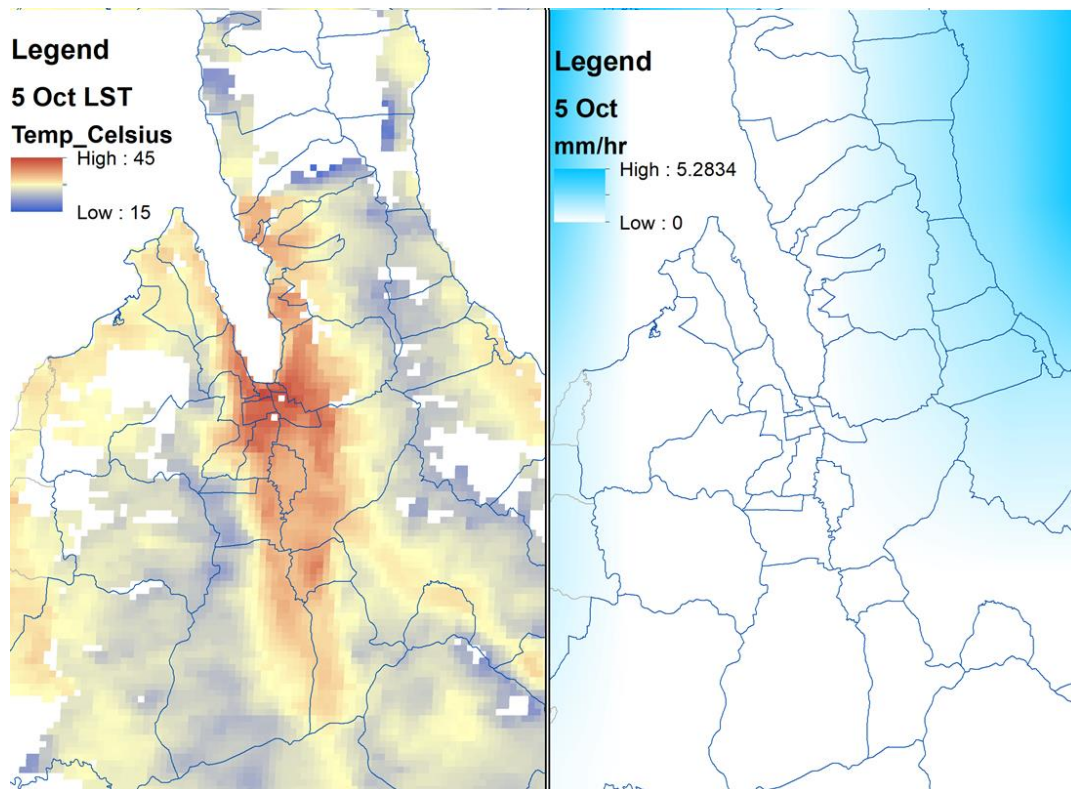 Legend
5 Oct LST
Temp_Celsius
High : 45
Low : 15
Legend
5 Oct
mm/hr
High : 5.2834
Low : 0